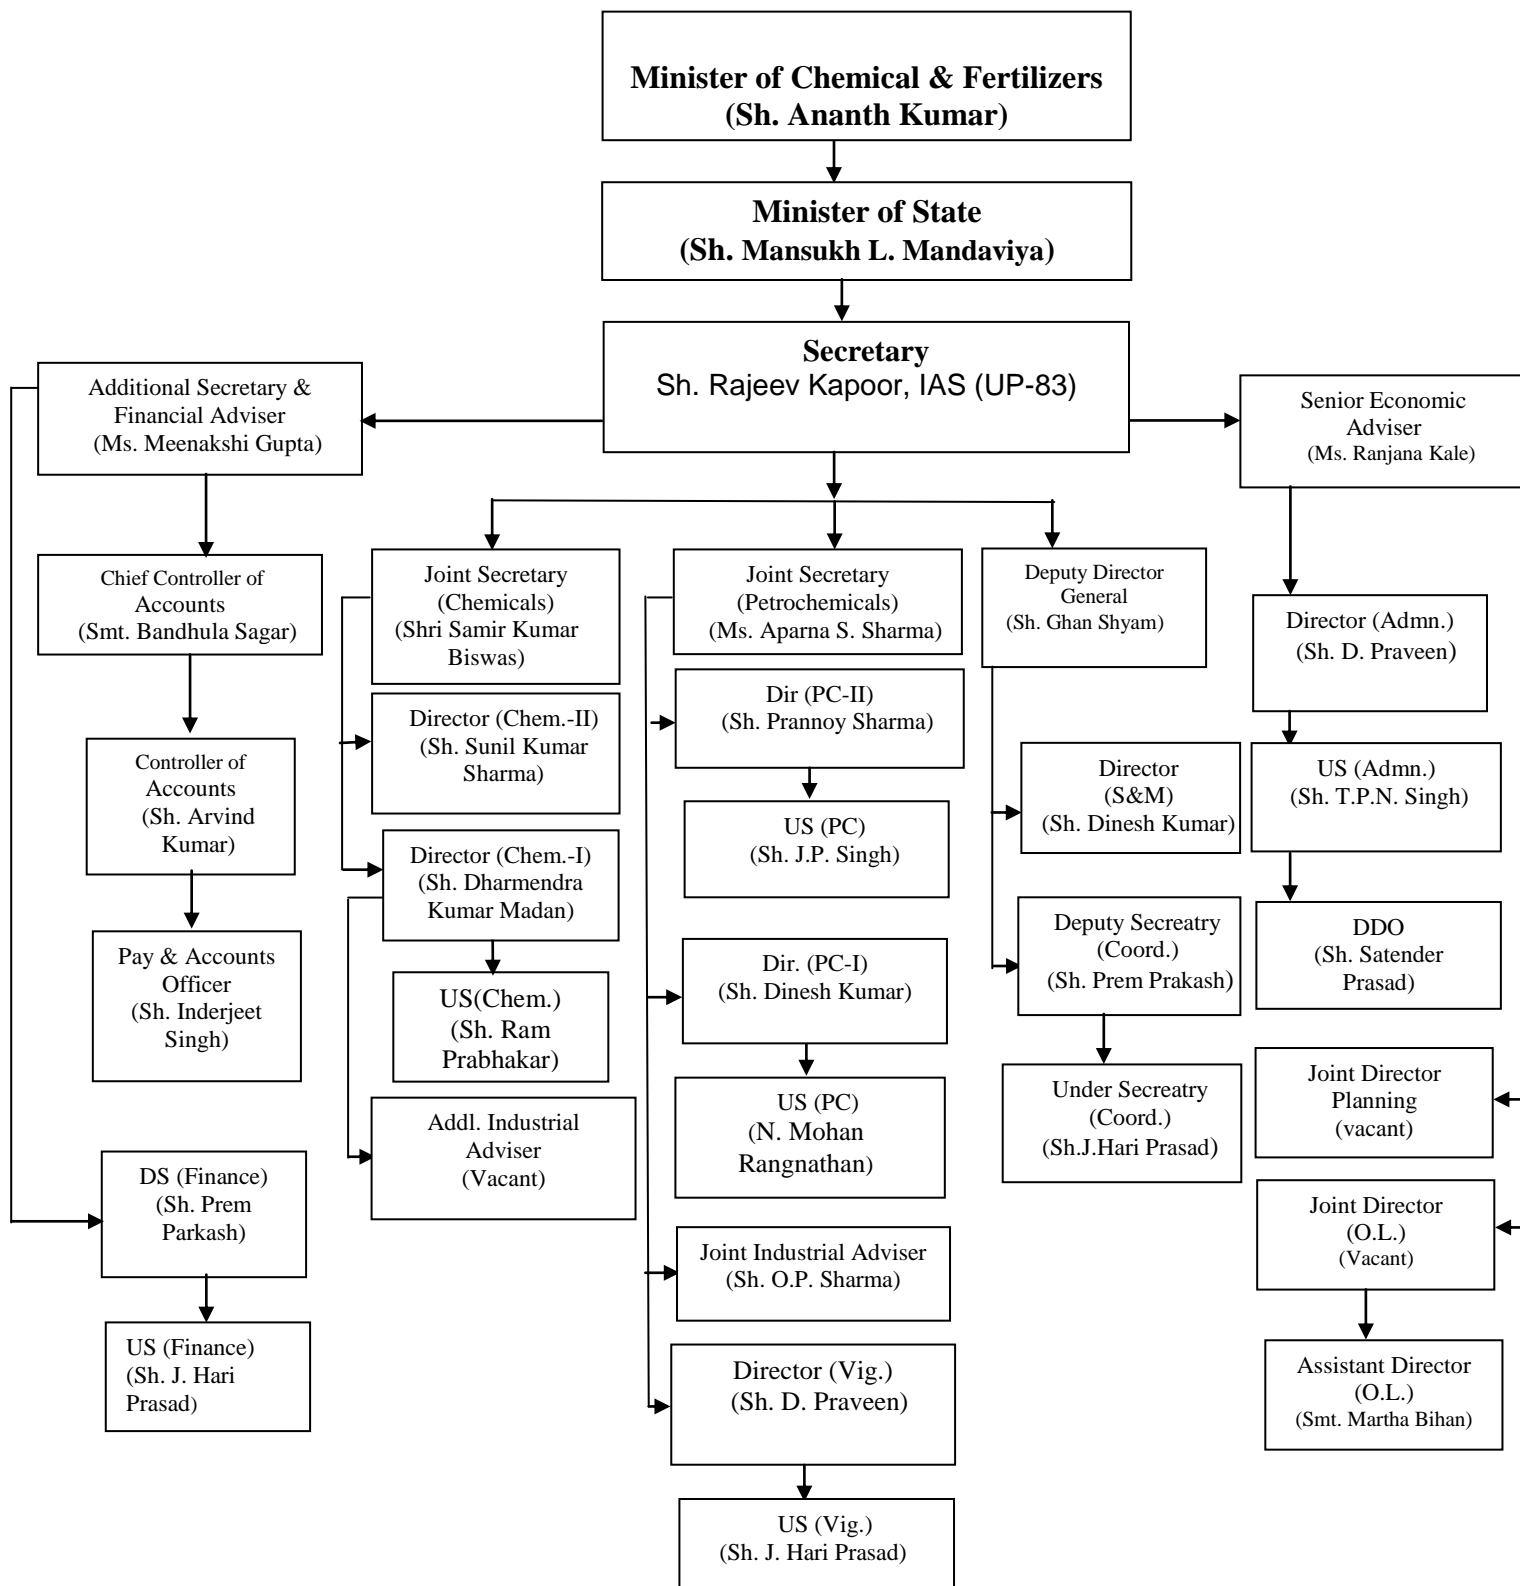 Minister of Chemical & Fertilizers
(Sh. Ananth Kumar)
Minister of State
(Sh. Mansukh L. Mandaviya)
Secretary
Sh. Rajeev Kapoor, IAS (UP-83)
Additional Secretary &
Financial Adviser
(Ms. Meenakshi Gupta)
Senior Economic
Adviser
(Ms. Ranjana Kale)
Chief Controller of
Accounts
(Smt. Bandhula Sagar)
Controller of
Accounts
(Sh. Arvind
Kumar)
Pay & Accounts
Officer
(Sh. Inderjeet
Singh)
DS (Finance)
(Sh. Prem
Parkash)
US (Finance)
(Sh. J. Hari
Prasad)
Joint Secretary
(Chemicals)
(Shri Samir Kumar
Biswas)
Director (Chem.-II)
(Sh. Sunil Kumar
Sharma)
Director (Chem.-I)
(Sh. Dharmendra
Kumar Madan)
US(Chem.)
(Sh. Ram
Prabhakar)
Addl. Industrial
Adviser
(Vacant)
Joint Secretary
(Petrochemicals)
(Ms. Aparna S. Sharma)
Dir (PC-II)
(Sh. Prannoy Sharma)
US (PC)
(Sh. J.P. Singh)
Dir. (PC-I)
(Sh. Dinesh Kumar)
US (PC)
(N. Mohan
Rangnathan)
Joint Industrial Adviser
(Sh. O.P. Sharma)
Director (Vig.)
(Sh. D. Praveen)
US (Vig.)
(Sh. J. Hari Prasad)
Deputy Director
General
(Sh. Ghan Shyam)
Director
(S&M)
(Sh. Dinesh Kumar)
Deputy Secreatry
(Coord.)
(Sh. Prem Prakash)
Under Secreatry
(Coord.)
(Sh.J.Hari Prasad)
Director (Admn.)
(Sh. D. Praveen)
US (Admn.)
(Sh. T.P.N. Singh)
DDO
(Sh. Satender
Prasad)
Joint Director
Planning
(vacant)
Joint Director
(O.L.)
(Vacant)
Assistant Director
(O.L.)
(Smt. Martha Bihan)